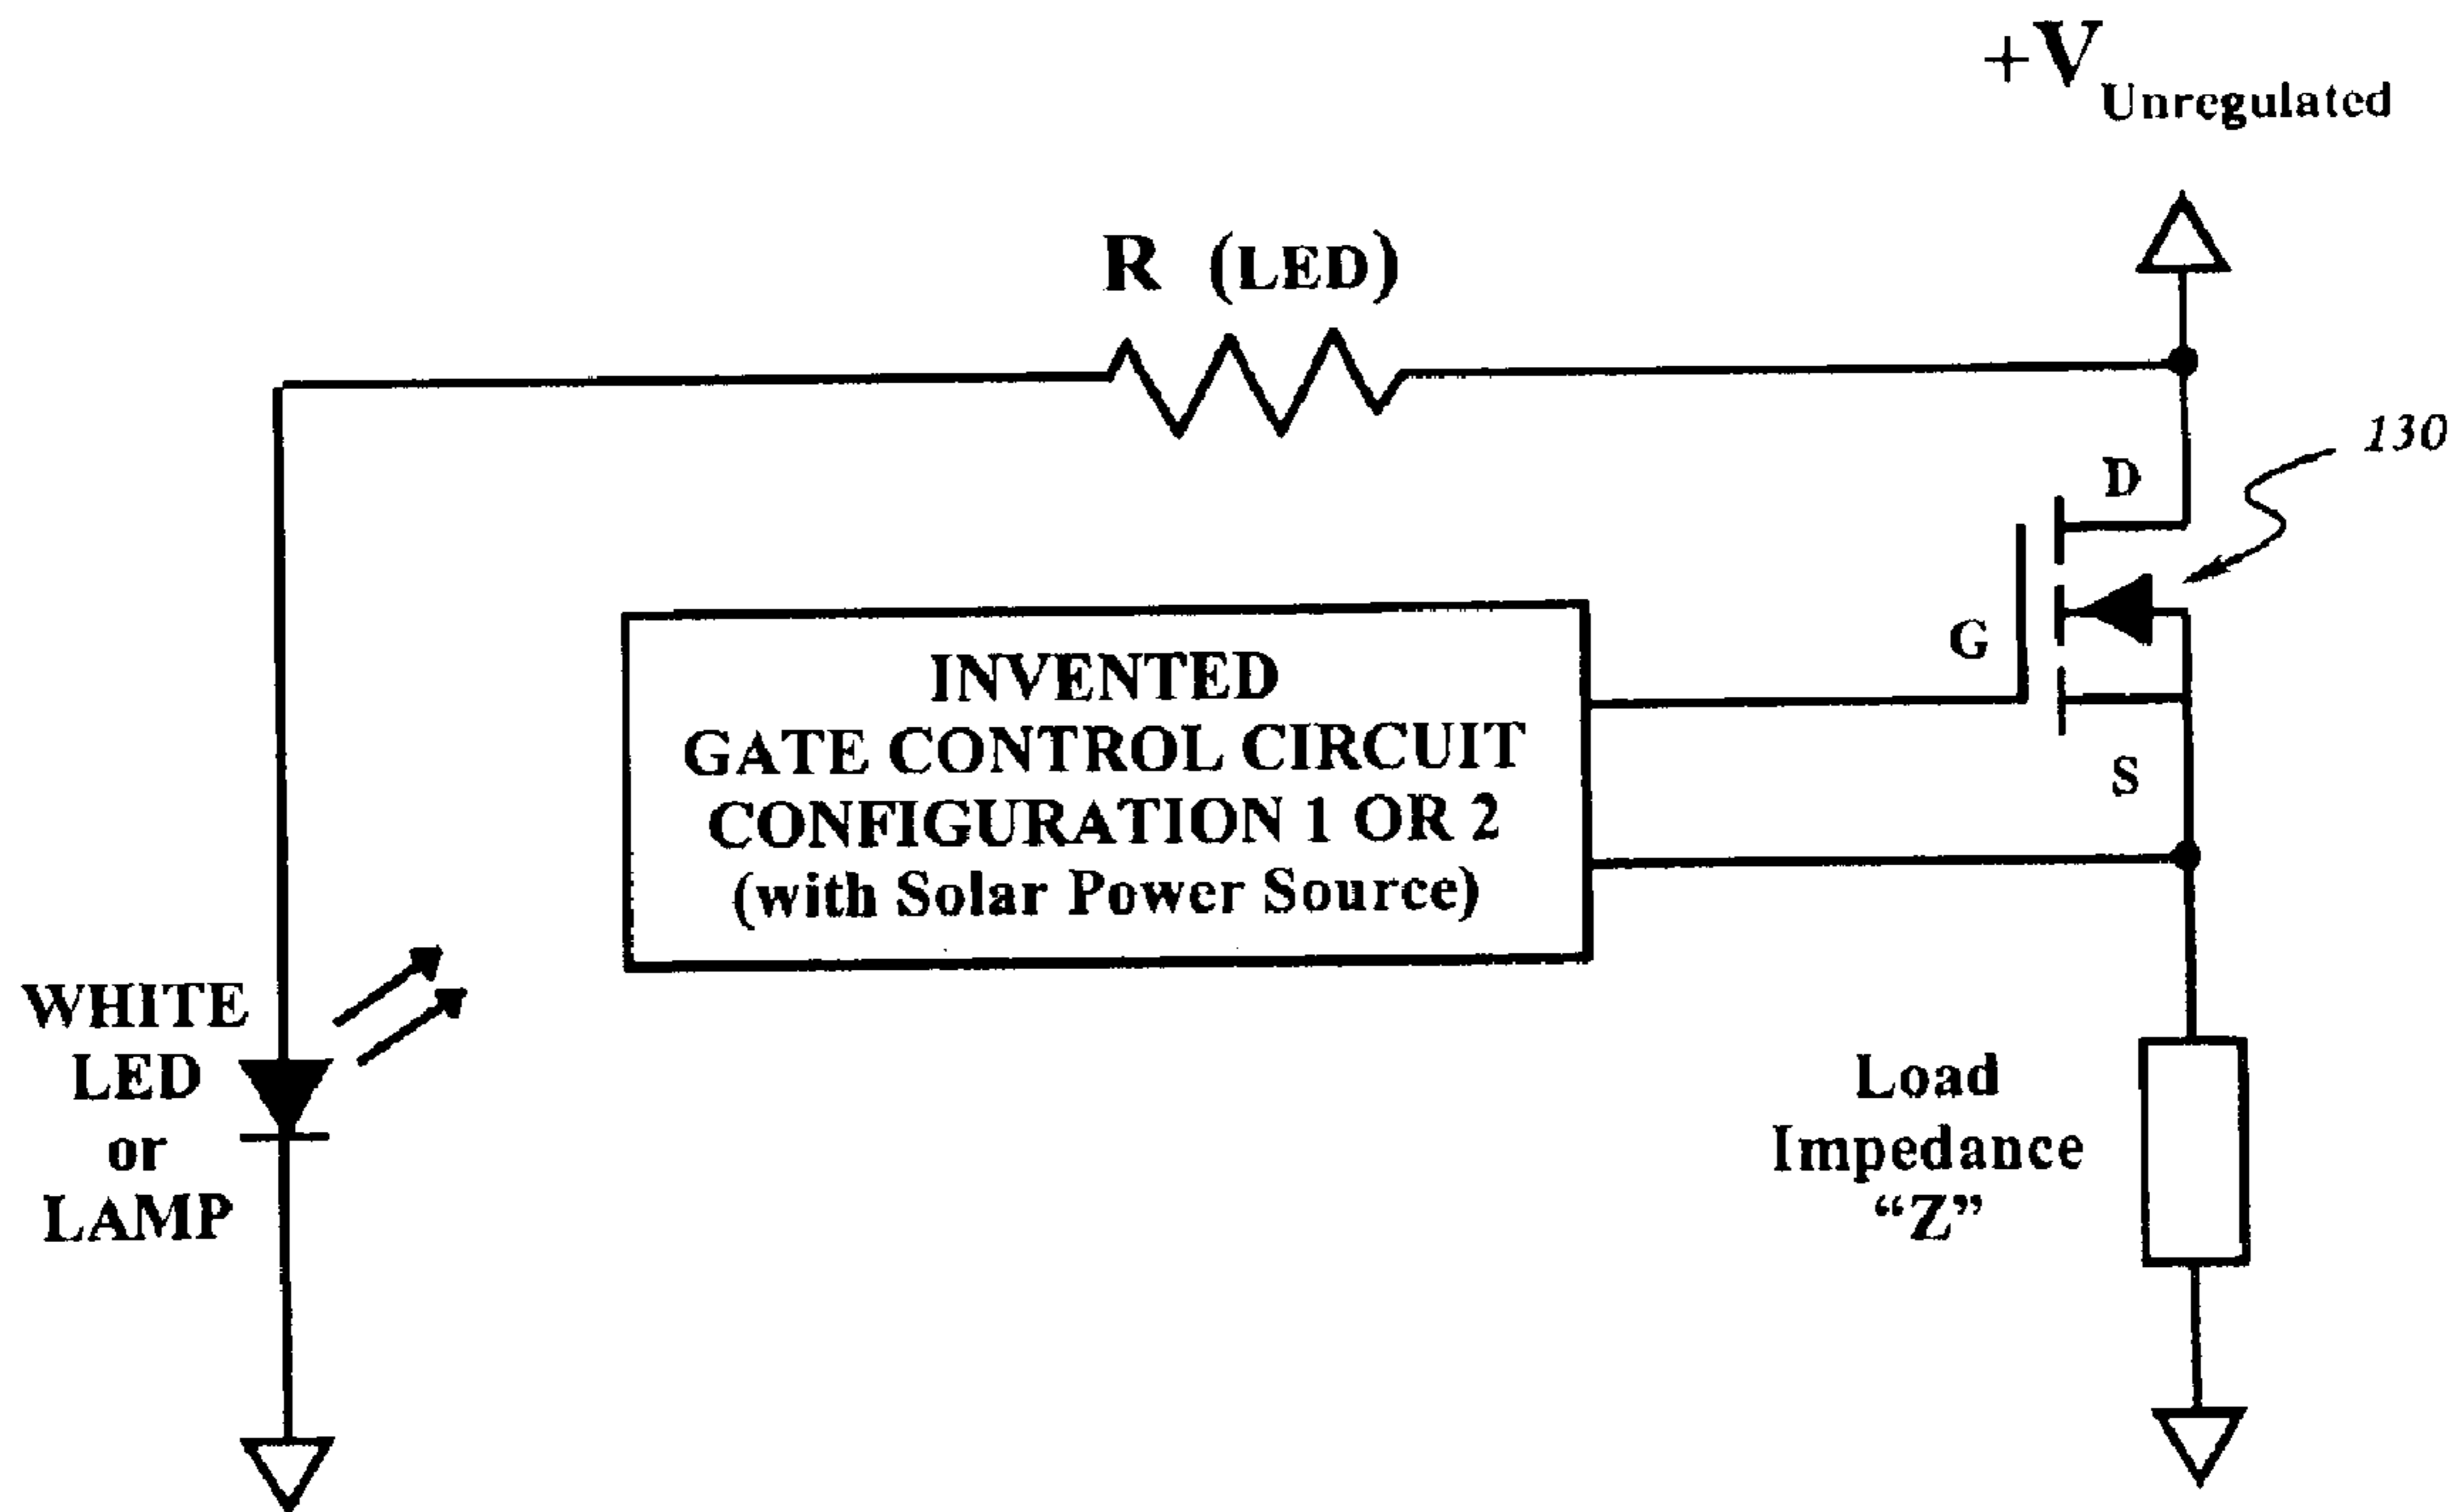 +V Unregulated
R (LED)
130
D
G
S
INVENTED
GATE CONTROL CIRCUIT
CONFIGURATION 1 OR 2
(with Solar Power Source)
WHITE
LED
or
LAMP
Load
Impedance
“Z”